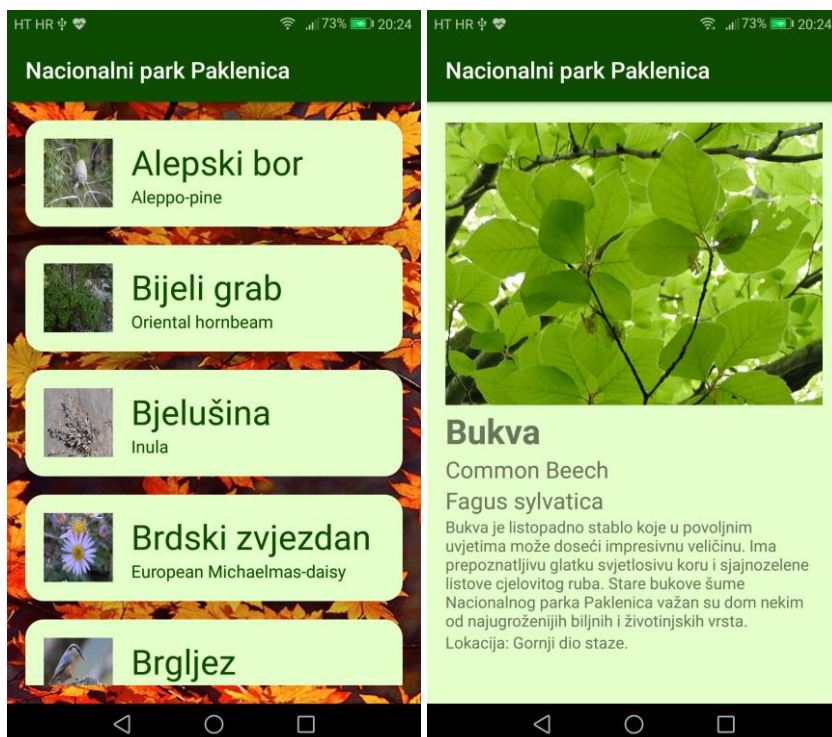 HT HR 73% 20:24
Nacionalni park Paklenica
Alepski bor
Aleppo-pine
Bijeli grab
Oriental hornbeam
Bjelušina
Inula
Brdski zvjezdan
European Michaelmas-daisy
Brgljez
HT HR 73% 20:24
Nacionalni park Paklenica
Bukva
Common Beech
Fagus sylvatica
Bukva je listopadno stablo koje u povoljnim
uvjetima može doseći impresivnu veličinu. Ima
prepoznatljivu glatku svjetlosivu koru i sjajnozelene
listove cjelovitog ruba. Stare bukove šume
Nacionalnog parka Paklenica važan su dom nekim
od najugroženijih biljnih i životinjskih vrsta.
Lokacija: Gornji dio staze.